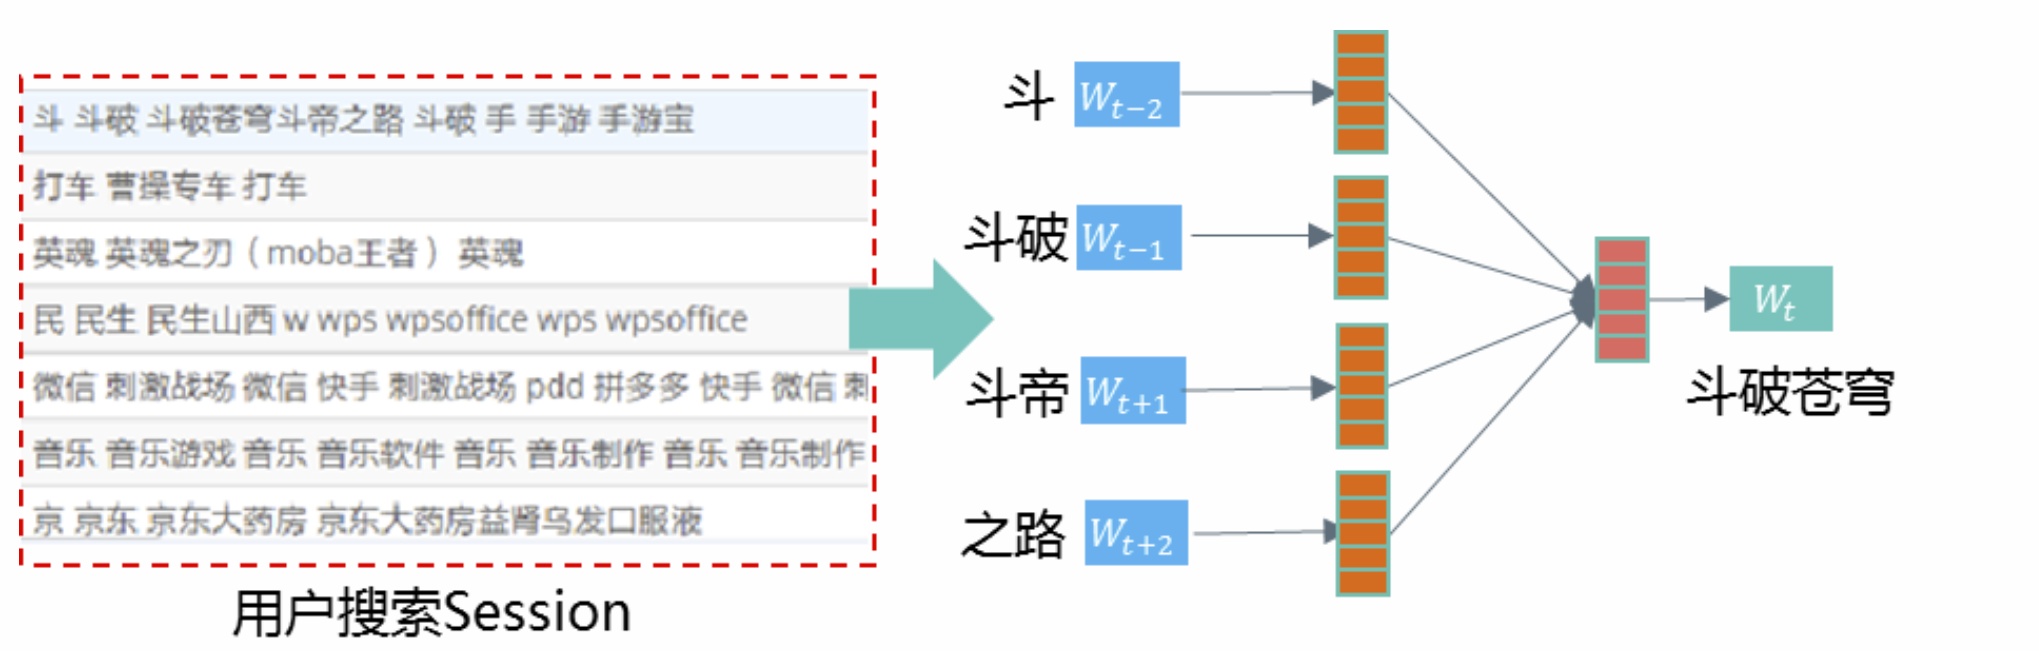 斗 斗破 斗破苍穹斗帝之路 斗破 手 手游 手游宝
打车 曹操专车 打车
英魂 英魂之刃（moba王者） 英魂
民 民生 民生山西 w wps wpsoffice wps wpsoffice
微信 刺激战场 微信 快手 刺激战场 pdd 拼多多 快手 微信 刺
音乐 音乐游戏 音乐 音乐软件 音乐 音乐制作 音乐 音乐制作
京 京东 京东大药房 京东大药房益肾乌发口服液
用户搜索Session
斗 W_{t-2}
斗破 W_{t-1}
斗帝 W_{t+1}
之路 W_{t+2}
W_t
斗破苍穹